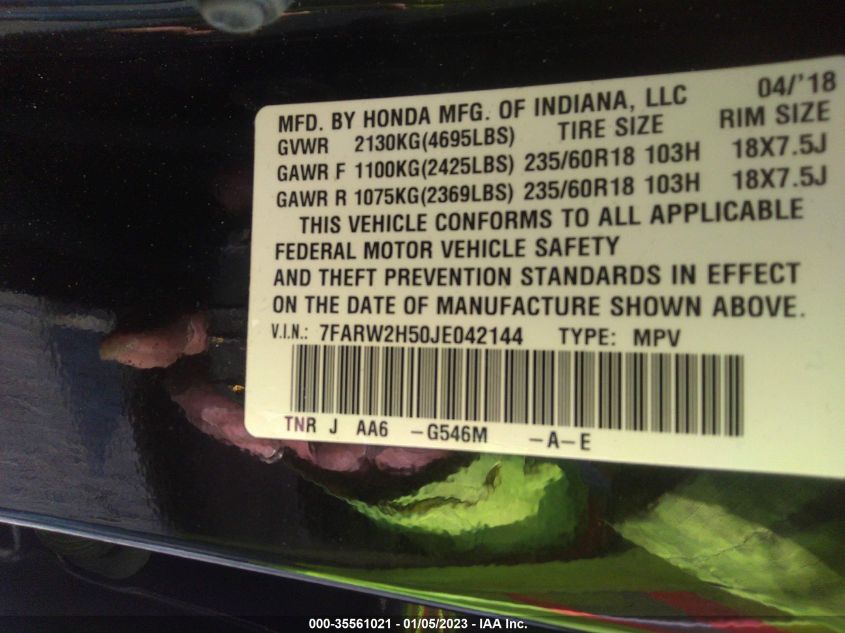 MFD. BY HONDA MFG. OF INDIANA, LLC 04/'18
GVWR 2130KG(4695LBS) TIRE SIZE RIM SIZE
GAWR F 1100KG(2425LBS) 235/60R18 103H 18X7.5J
GAWR R 1075KG(2369LBS) 235/60R18 103H 18X7.5J
THIS VEHICLE CONFORMS TO ALL APPLICABLE
FEDERAL MOTOR VEHICLE SAFETY
AND THEFT PREVENTION STANDARDS IN EFFECT
ON THE DATE OF MANUFACTURE SHOWN ABOVE.
V.I.N.: 7FARW2H50JE042144 TYPE: MPV
TNR J AA6 -G546M -A-E
000-35561021 - 01/05/2023 - IAA Inc.